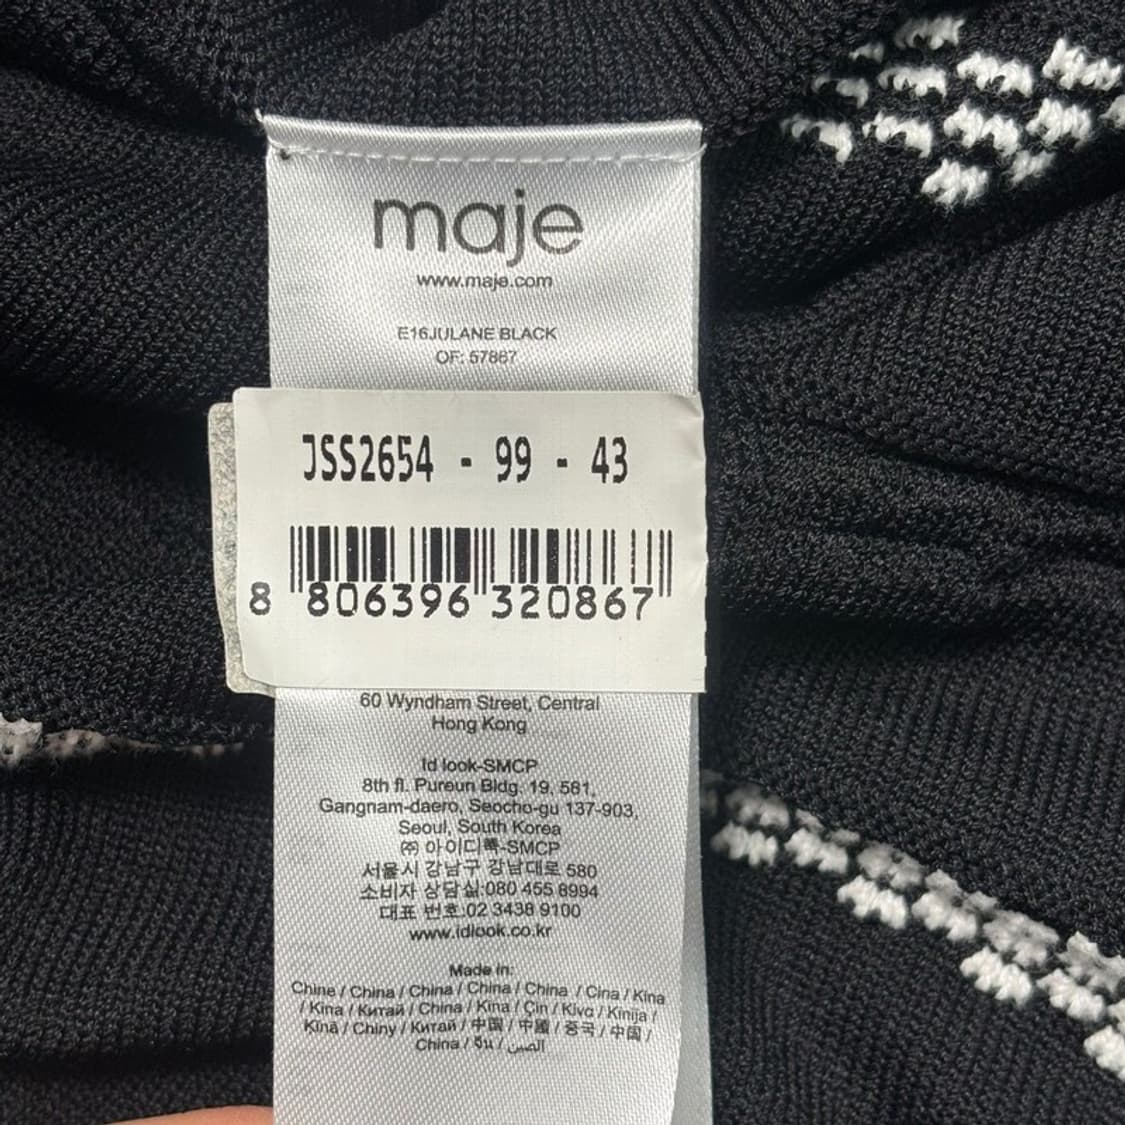 maje
www.maje.com
E16JULANE BLACK
OF: 57867
JSS2654 - 99 - 43
8 806396 320867
60 Wyndham Street, Central
Hong Kong
Id look-SMCP
8th fl. Pureun Bldg. 19, 581,
Gangnam-daero, Seocho-gu 137-903,
Seoul, South Korea
㈜ 아이디룩-SMCP
서울시 강남구 강남대로 580
소비자 상담실:080 455 8994
대표 번호:02 3438 9100
www.idlook.co.kr
Made in:
Chine / China / China / China / China / China / Cina / Kina
/ Kina / Китай / China / Kina / Çin / Κίνα / Kinija /
Kīnā / Chiny / Китай / 中国 / 中國 / 중국 / 中国 /
China / จีน / الصين